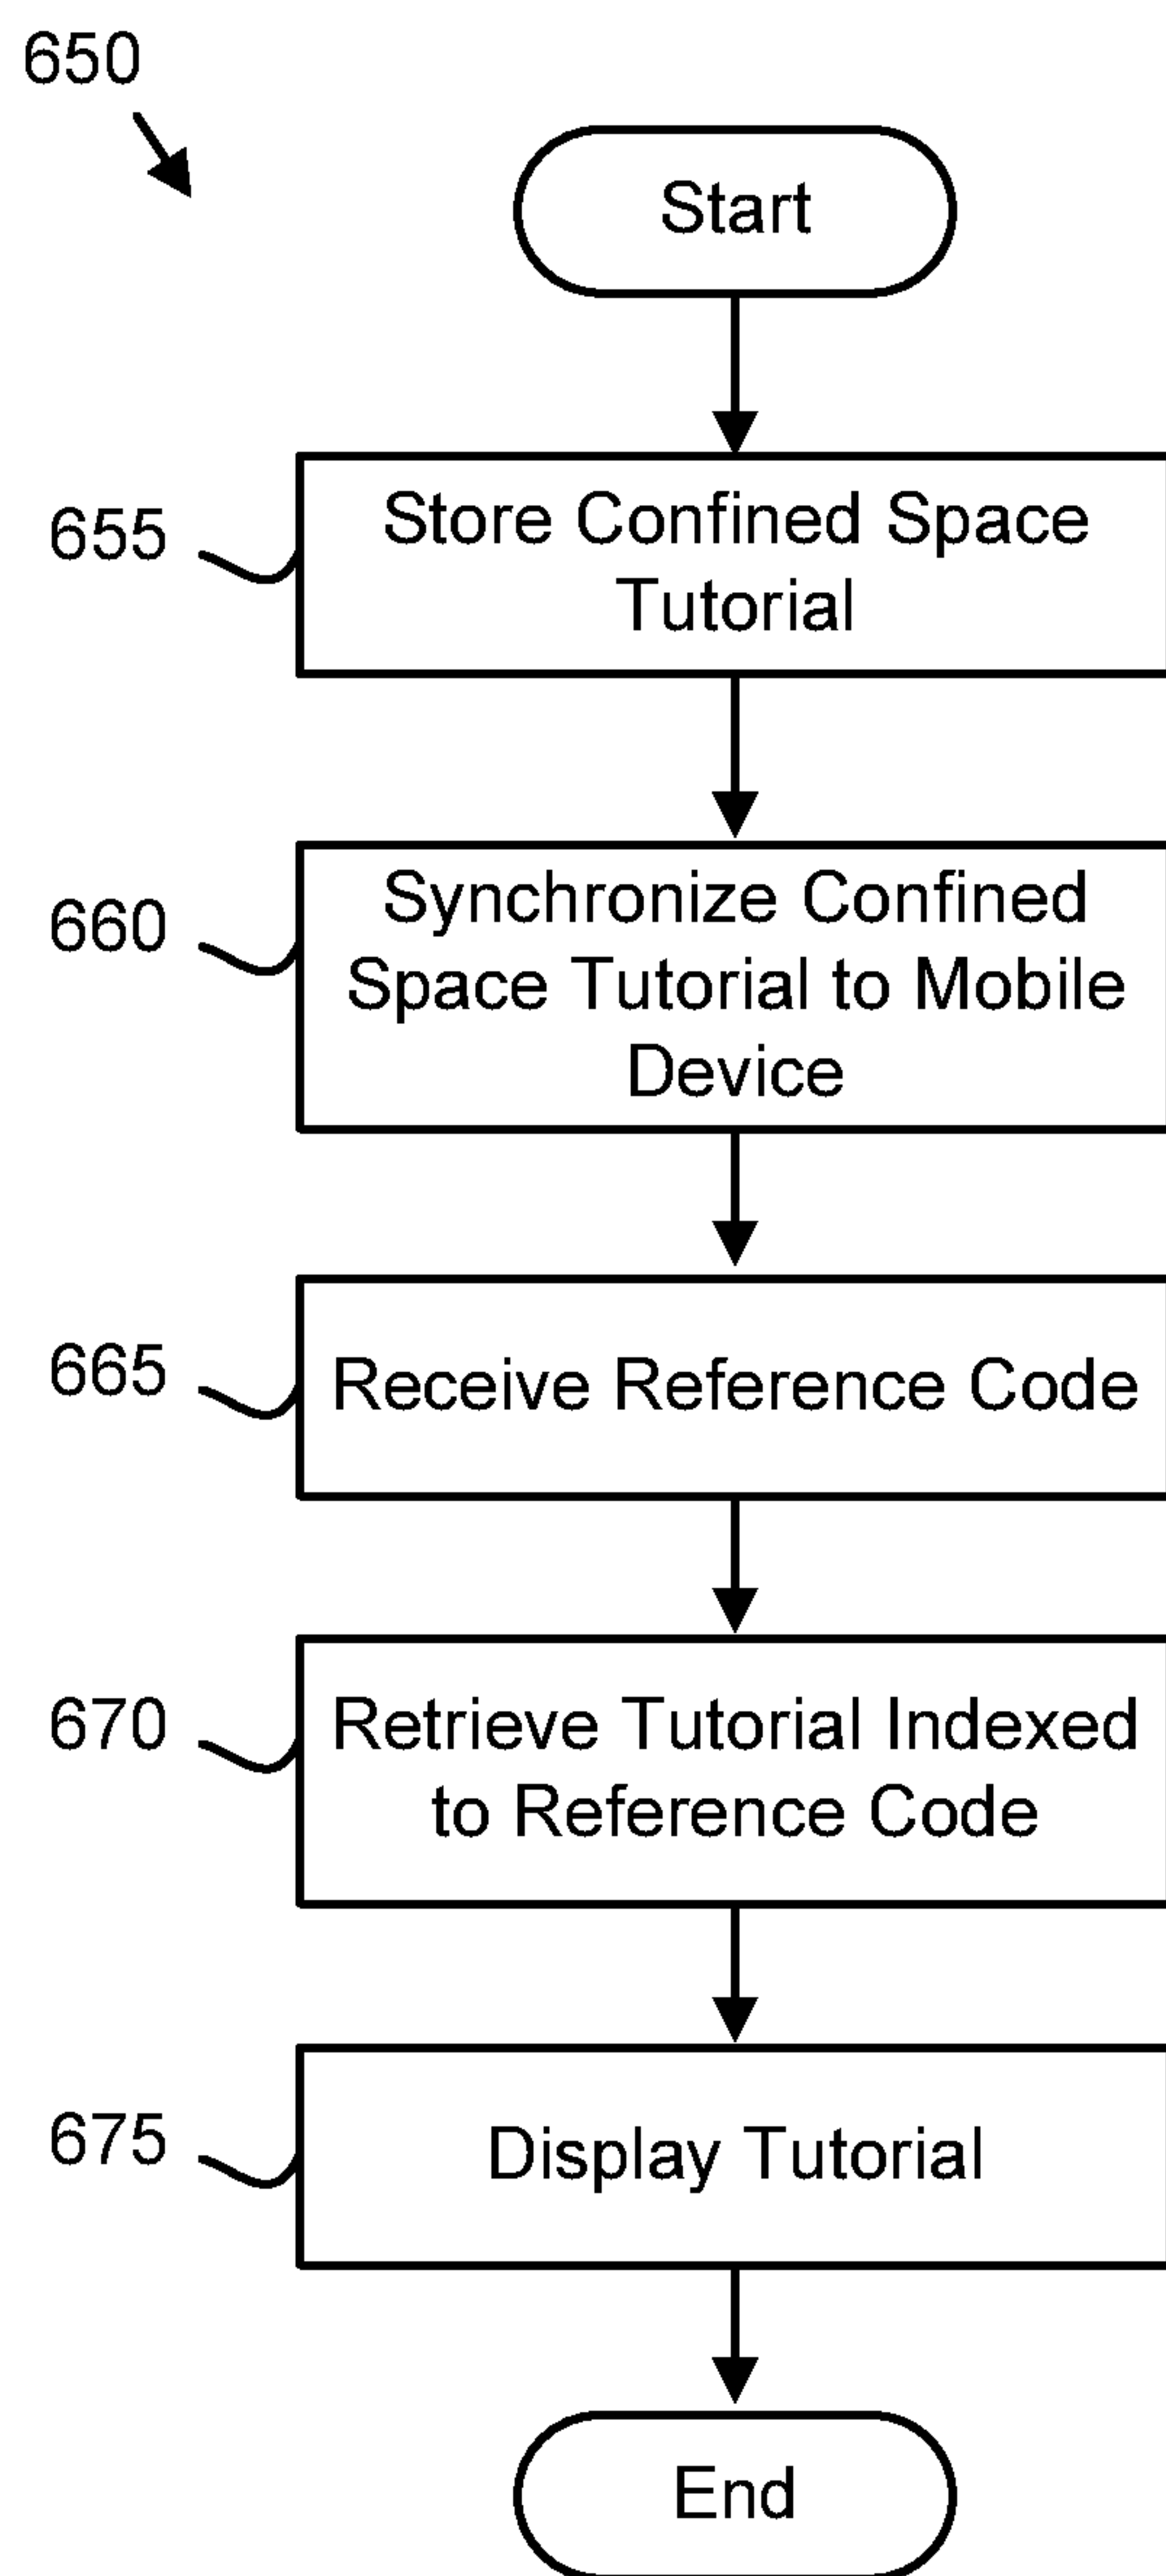 650
Start
655
Store Confined Space
Tutorial
660
Synchronize Confined
Space Tutorial to Mobile
Device
665
Receive Reference Code
670
Retrieve Tutorial Indexed
to Reference Code
675
Display Tutorial
End